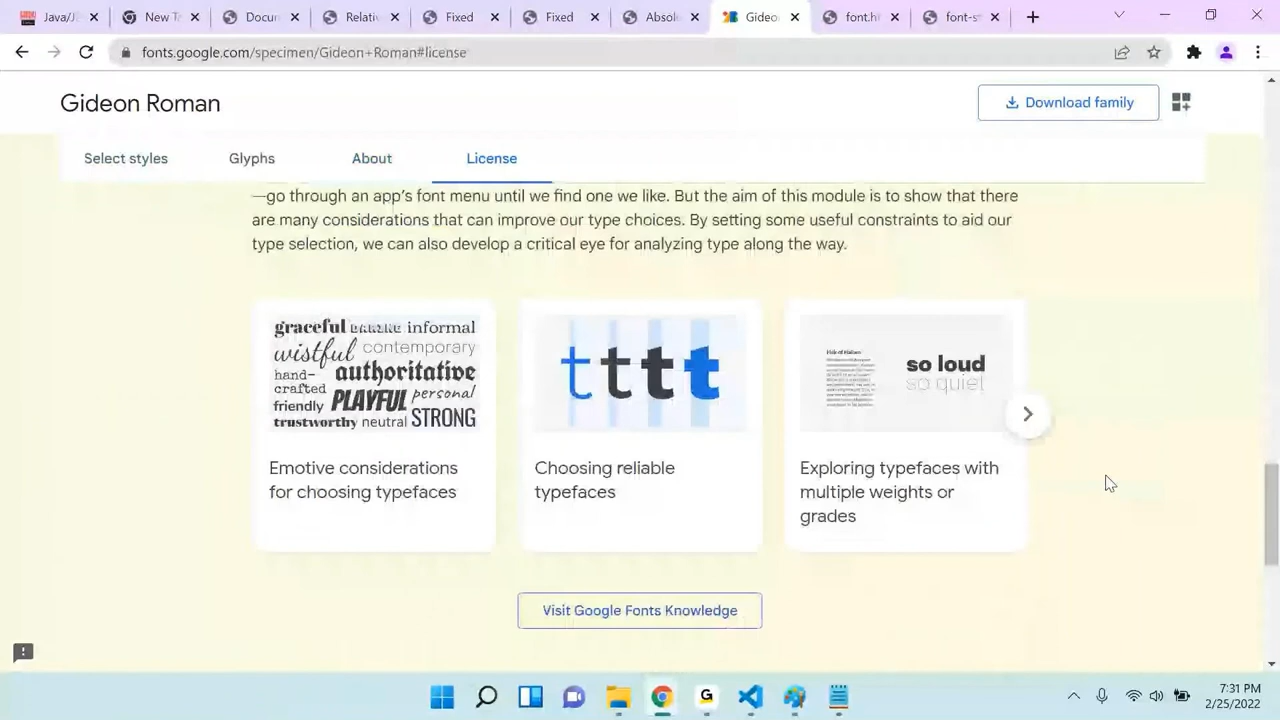 Java/JE
New T
Docur
Relati
Fixed
Fixed
Absol
Gideo
font.h
font-s
fonts.google.com/specimen/Gideon+Roman#license
Gideon Roman
Download family
Select styles
Glyphs
About
License
—go through an app's font menu until we find one we like. But the aim of this module is to show that there
are many considerations that can improve our type choices. By setting some useful constraints to aid our
type selection, we can also develop a critical eye for analyzing type along the way.
graceful informal
wistful contemporary
hand-
crafted authoritative
friendly PLAYFUL personal
trustworthy neutral STRONG
Emotive considerations
for choosing typefaces
tttt
Choosing reliable
typefaces
so loud
so quiet
Exploring typefaces with
multiple weights or
grades
Visit Google Fonts Knowledge
G
7:31 PM
2/25/2022